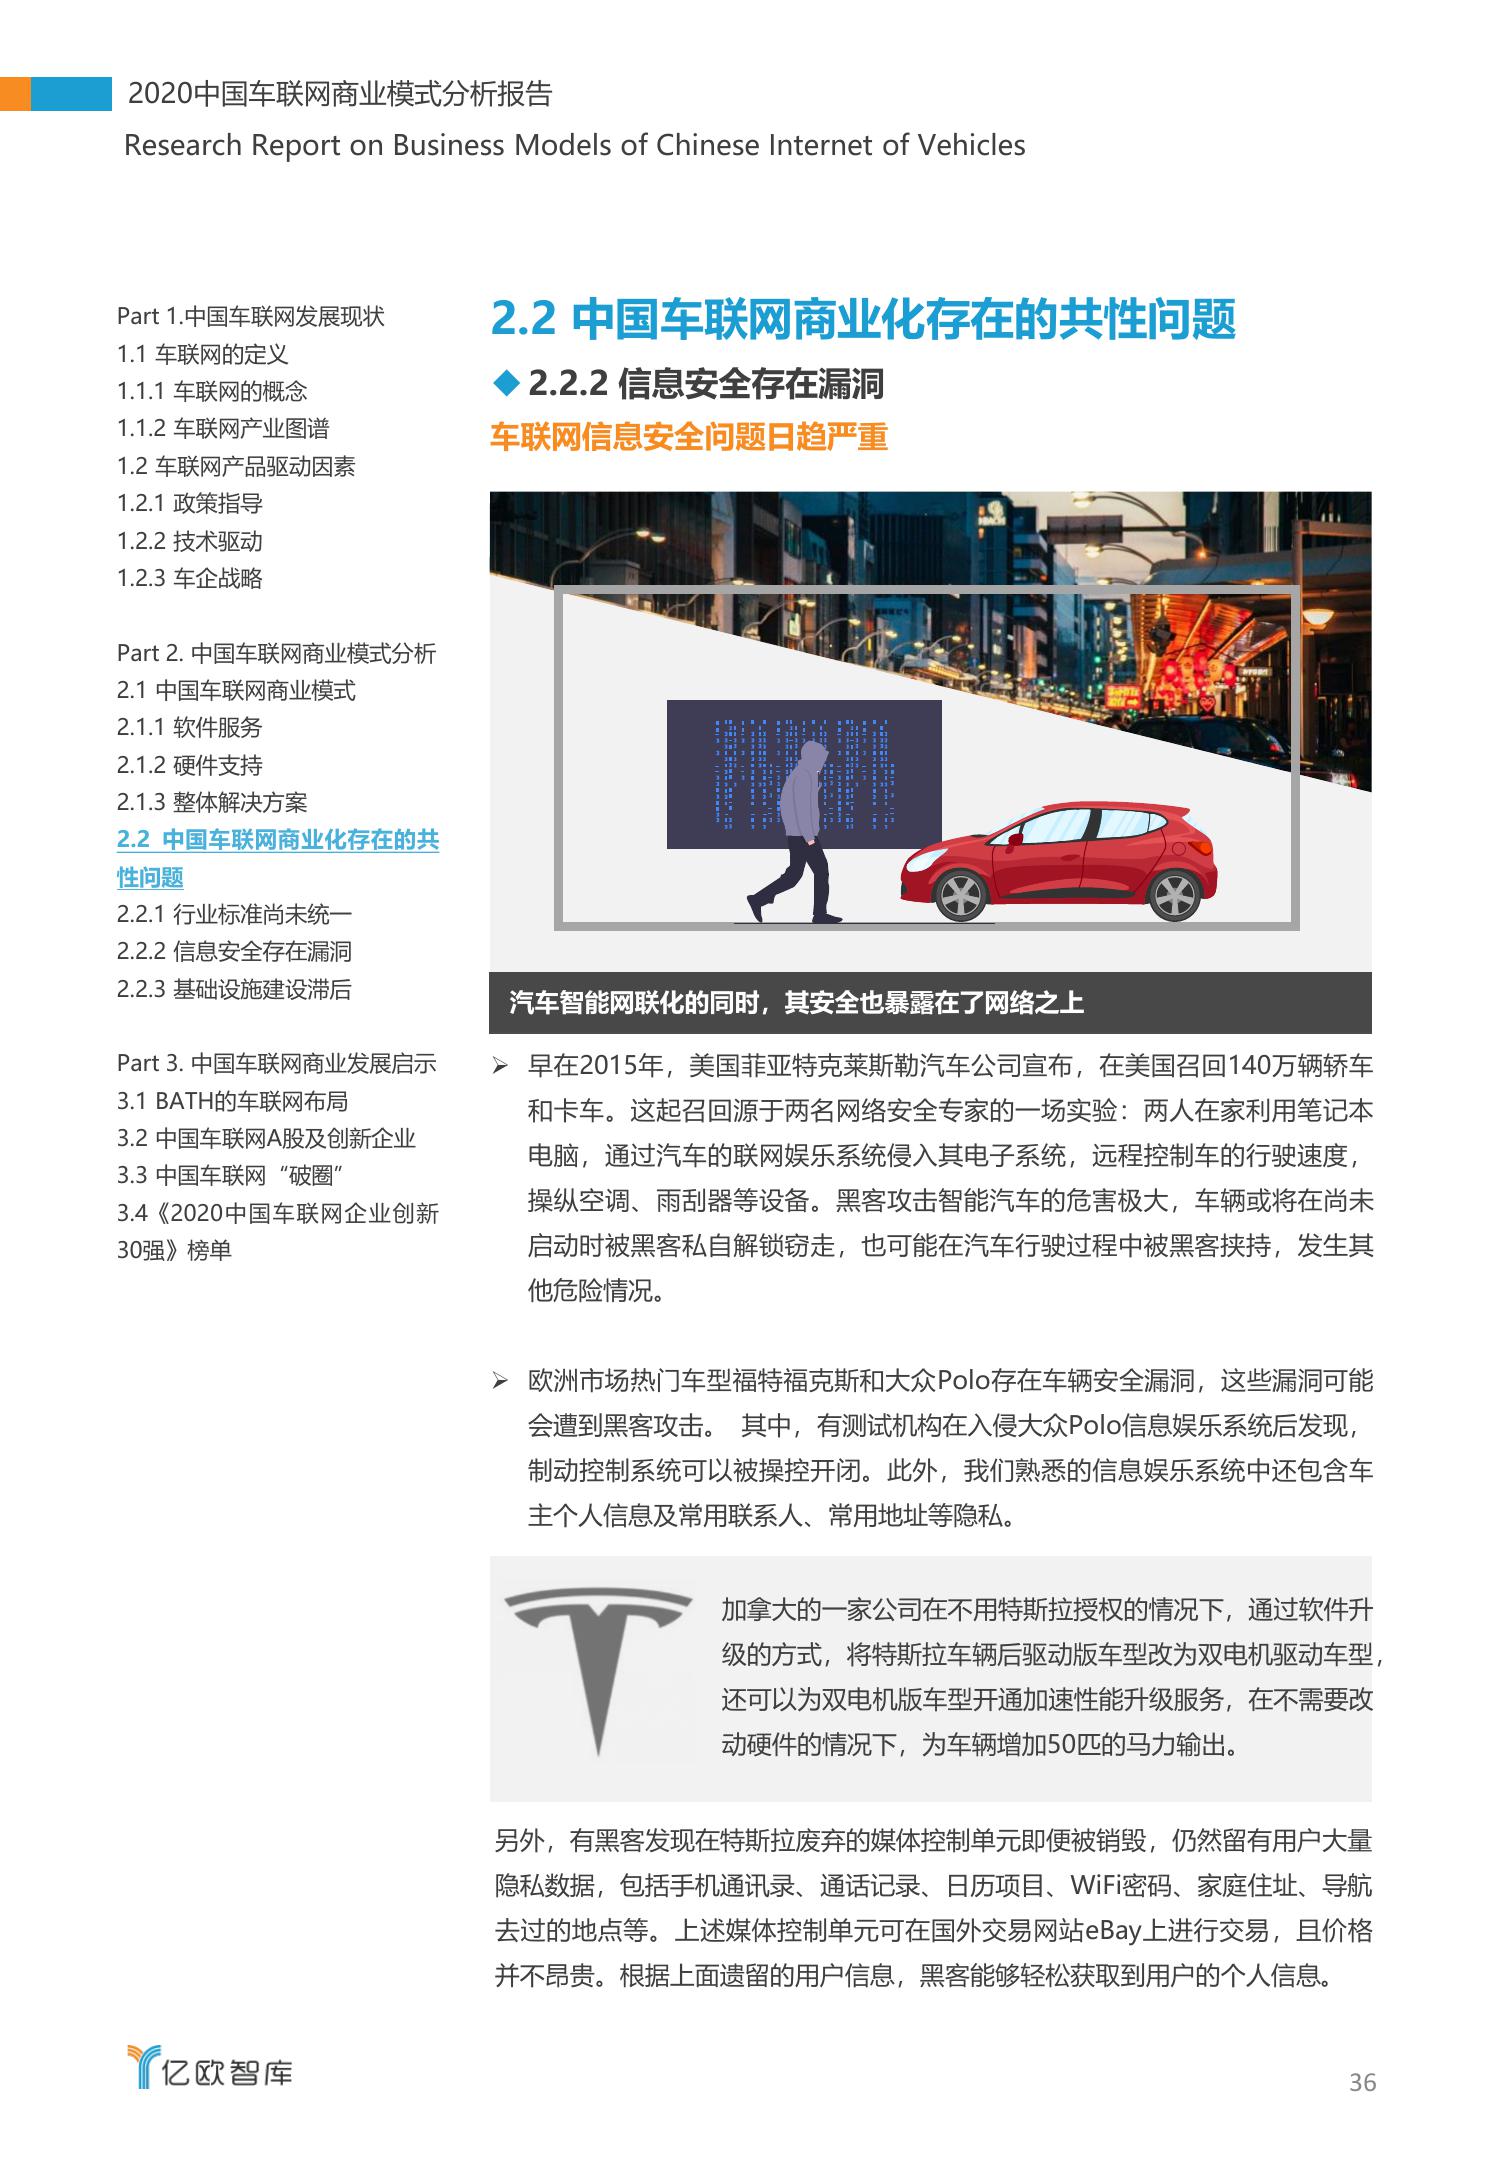 2020中国车联网商业模式分析报告
Research Report on Business Models of Chinese Internet of Vehicles
Part 1.中国车联网发展现状
1.1 车联网的定义
1.1.1 车联网的概念
1.1.2 车联网产业图谱
1.2 车联网产品驱动因素
1.2.1 政策指导
1.2.2 技术驱动
1.2.3 车企战略
Part 2. 中国车联网商业模式分析
2.1 中国车联网商业模式
2.1.1 软件服务
2.1.2 硬件支持
2.1.3 整体解决方案
2.2 中国车联网商业化存在的共
性问题
2.2.1 行业标准尚未统一
2.2.2 信息安全存在漏洞
2.2.3 基础设施建设滞后
Part 3. 中国车联网商业发展启示
3.1 BATH的车联网布局
3.2 中国车联网A股及创新企业
3.3 中国车联网“破圈”
3.4《2020中国车联网企业创新
30强》榜单
2.2 中国车联网商业化存在的共性问题
◆ 2.2.2 信息安全存在漏洞
车联网信息安全问题日趋严重
汽车智能网联化的同时，其安全也暴露在了网络之上
➢ 早在2015年，美国菲亚特克莱斯勒汽车公司宣布，在美国召回140万辆轿车
和卡车。这起召回源于两名网络安全专家的一场实验：两人在家利用笔记本
电脑，通过汽车的联网娱乐系统侵入其电子系统，远程控制车的行驶速度，
操纵空调、雨刮器等设备。黑客攻击智能汽车的危害极大，车辆或将在尚未
启动时被黑客私自解锁窃走，也可能在汽车行驶过程中被黑客挟持，发生其
他危险情况。
➢ 欧洲市场热门车型福特福克斯和大众Polo存在车辆安全漏洞，这些漏洞可能
会遭到黑客攻击。 其中，有测试机构在入侵大众Polo信息娱乐系统后发现，
制动控制系统可以被操控开闭。此外，我们熟悉的信息娱乐系统中还包含车
主个人信息及常用联系人、常用地址等隐私。
加拿大的一家公司在不用特斯拉授权的情况下，通过软件升
级的方式，将特斯拉车辆后驱动版车型改为双电机驱动车型，
还可以为双电机版车型开通加速性能升级服务，在不需要改
动硬件的情况下，为车辆增加50匹的马力输出。
另外，有黑客发现在特斯拉废弃的媒体控制单元即便被销毁，仍然留有用户大量
隐私数据，包括手机通讯录、通话记录、日历项目、WiFi密码、家庭住址、导航
去过的地点等。上述媒体控制单元可在国外交易网站eBay上进行交易，且价格
并不昂贵。根据上面遗留的用户信息，黑客能够轻松获取到用户的个人信息。
亿欧智库
36